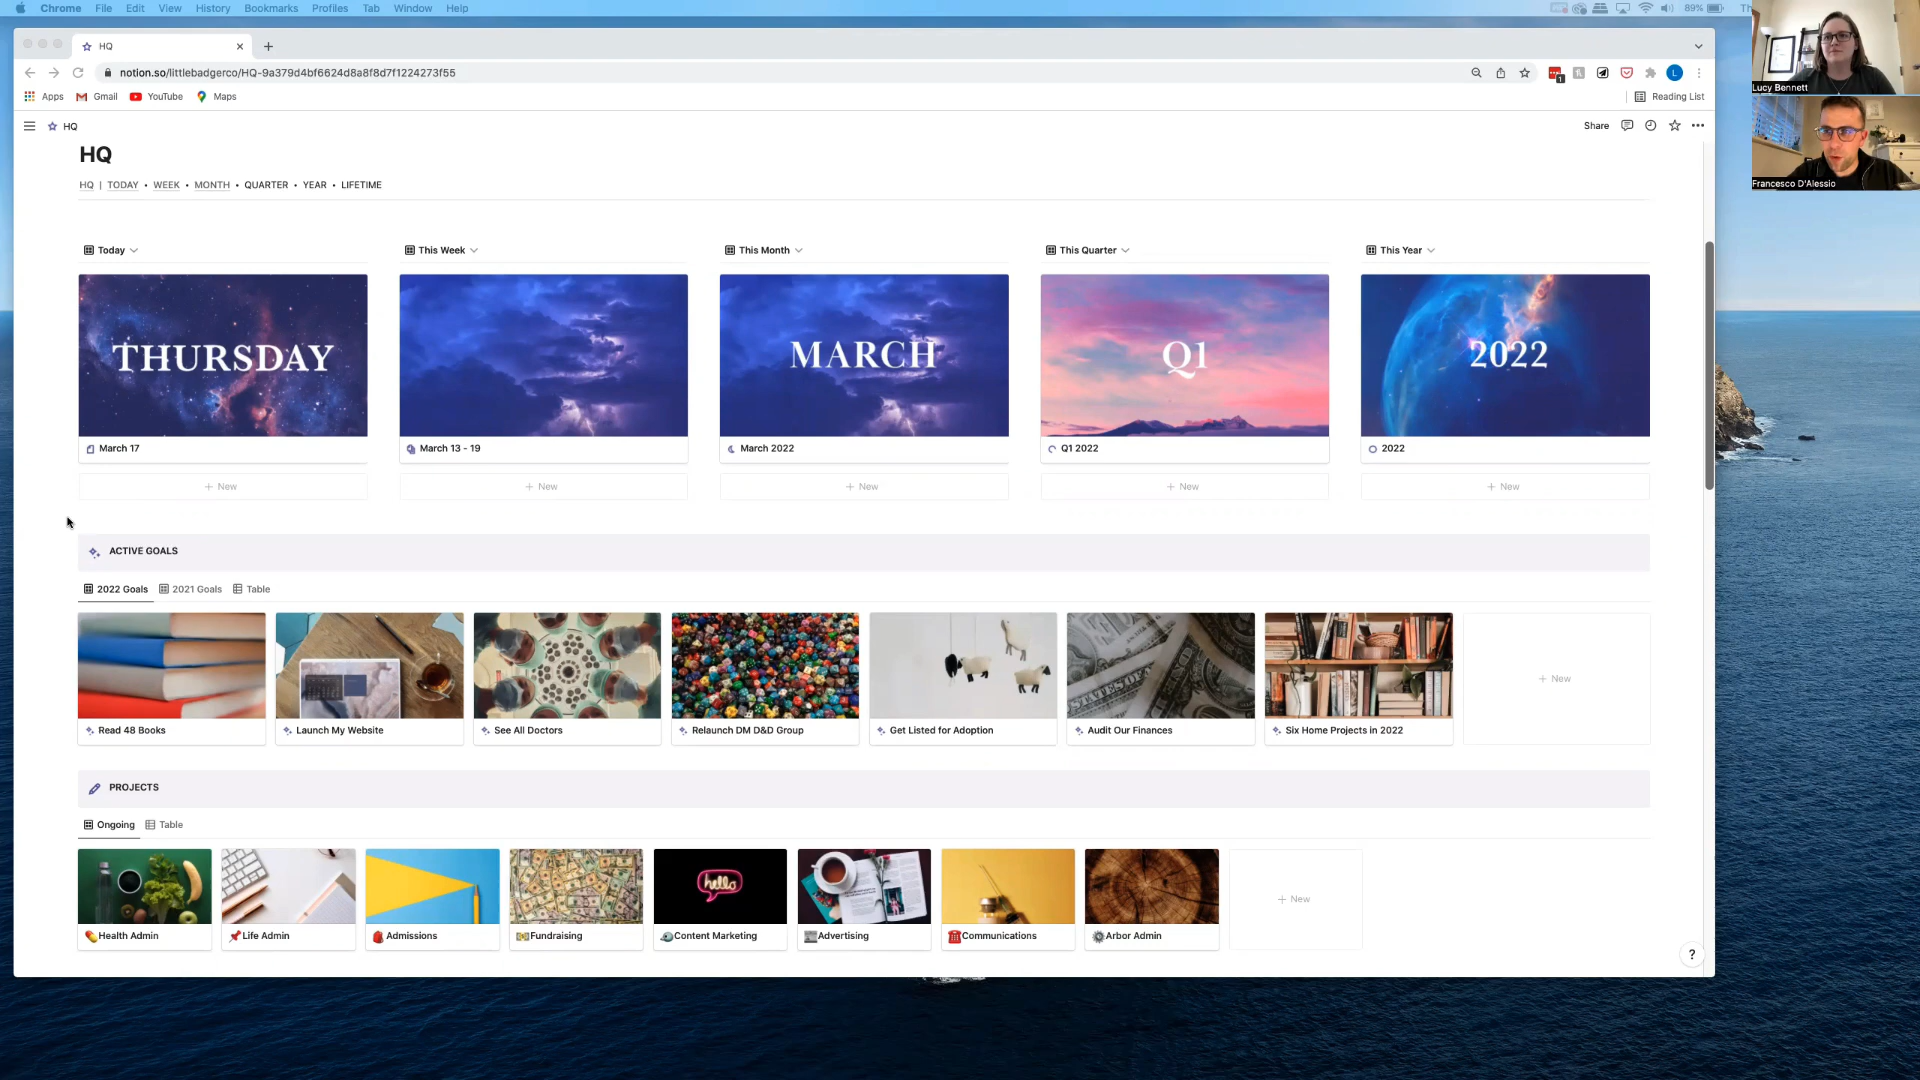 Chrome File Edit View History Bookmarks Profiles Tab Window Help 89% Th
HQ
notion.so/littlebadgerco/HQ-9a379d4bf6624d8a8f8d7f1224273f55
Apps Gmail YouTube Maps Reading List
HQ Share
HQ
HQ | TODAY • WEEK • MONTH • QUARTER • YEAR • LIFETIME
Today This Week This Month This Quarter This Year
THURSDAY MARCH Q1 2022
March 17 March 13 - 19 March 2022 Q1 2022 2022
+ New + New + New + New + New
ACTIVE GOALS
2022 Goals 2021 Goals Table
+ New
Read 48 Books Launch My Website See All Doctors Relaunch DM D&D Group Get Listed for Adoption Audit Our Finances Six Home Projects in 2022
PROJECTS
Ongoing Table
hello
+ New
Health Admin Life Admin Admissions Fundraising Content Marketing Advertising Communications Arbor Admin
?
Lucy Bennett
Francesco D'Alessio